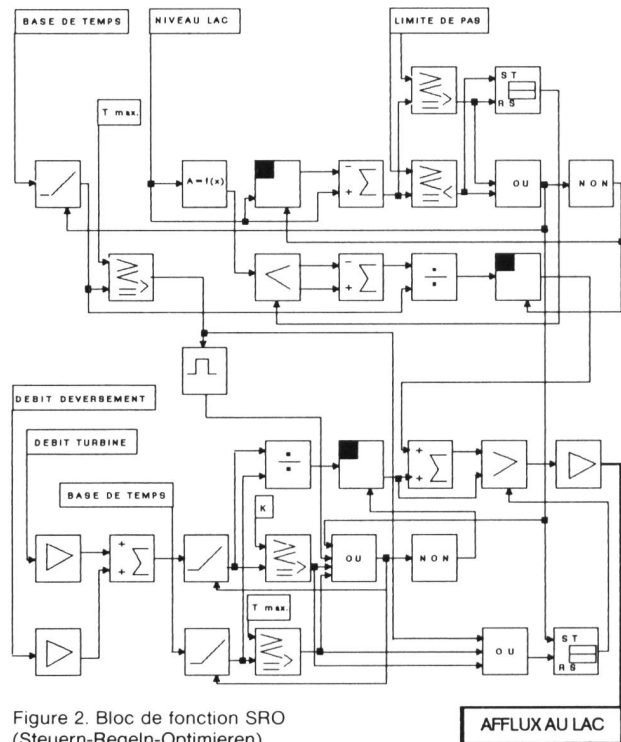 BASE DE TEMPS
NIVEAU LAC
LIMITE DE PAS
T max.
ST
RS
A=f(x)
OU
NON
DEBIT DEVERSEMENT
DEBIT TURBINE
BASE DE TEMPS
K
OU
NON
T max.
OU
ST
RS
Figure 2. Bloc de fonction SRO
(Steuern-Regeln-Optimieren)
AFFLUX AU LAC